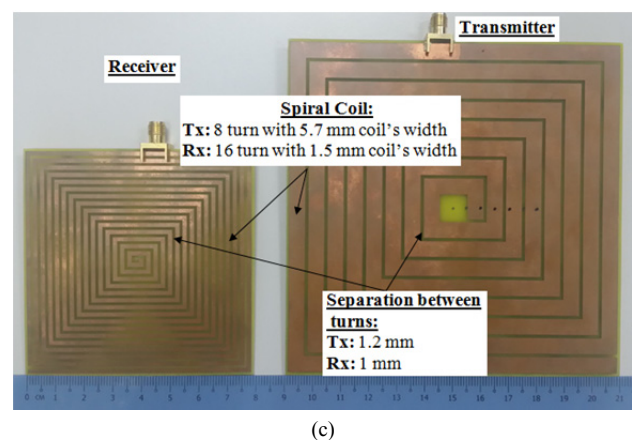 Transmitter
Receiver
Spiral Coil:
Tx: 8 turn with 5.7 mm coil's width
Rx: 16 turn with 1.5 mm coil's width
Separation between
turns:
Tx: 1.2 mm
Rx: 1 mm
0 CM 1 2 3 4 5 6 7 8 9 10 11 12 13 14 15 16 17 18 19 20 21
(c)